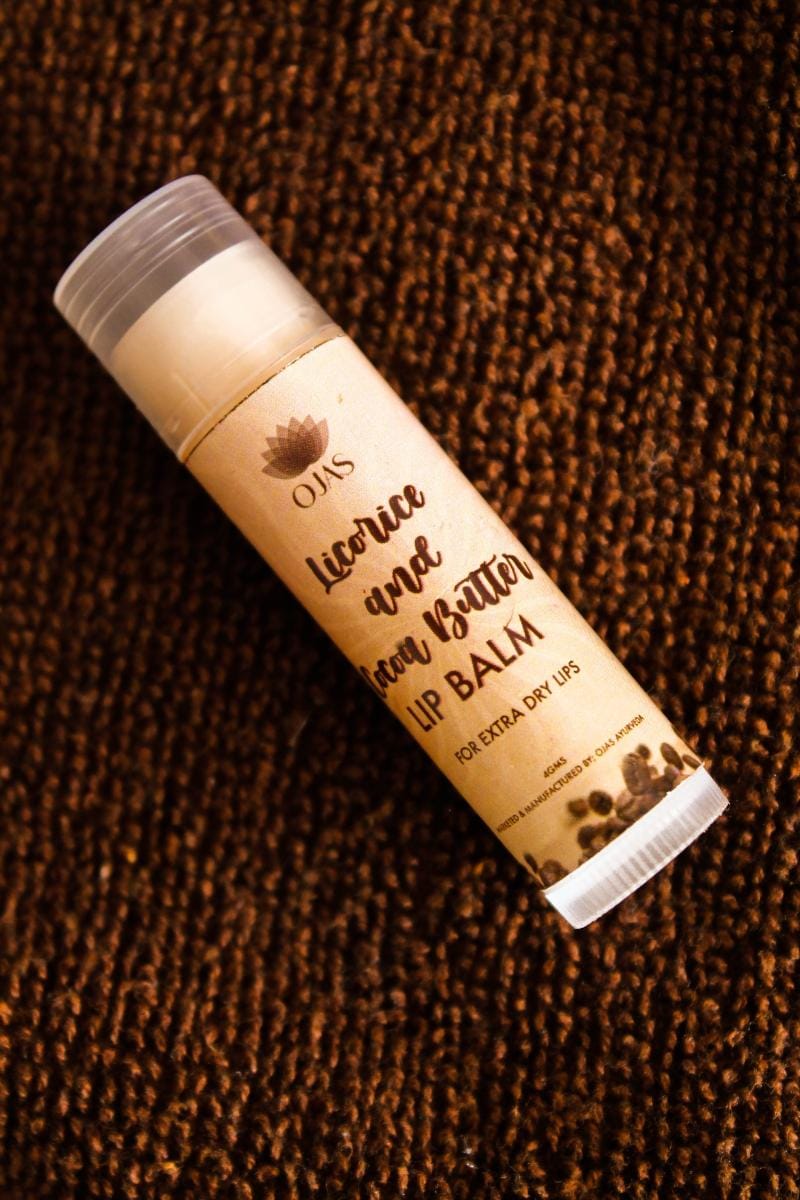 OJAS
Licorice
and
Cocoa Butter
LIP BALM
FOR EXTRA DRY LIPS
4GMS
& MANUFACTURED BY: OJAS AYURVEDA